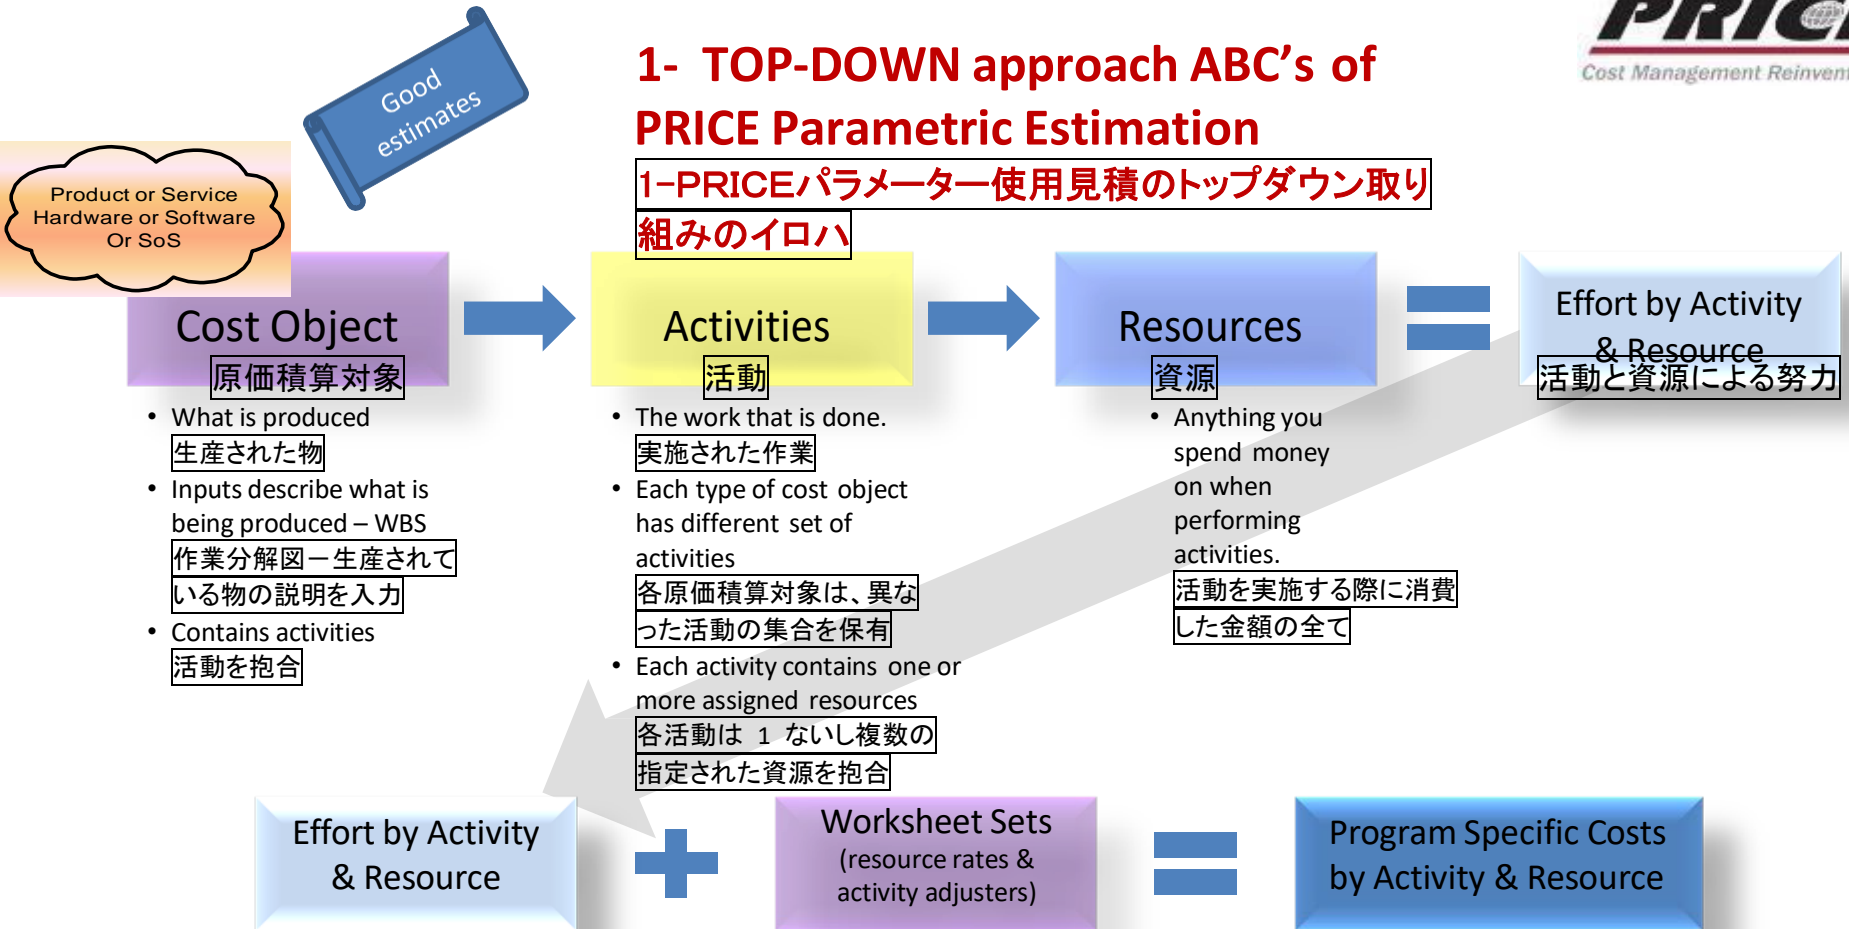 PRICE
Cost Management Reinvent
Good
estimates
1- TOP-DOWN approach ABC’s of
PRICE Parametric Estimation
1-PRICEパラメーター使用見積のトップダウン取り
組みのイロハ
Product or Service
Hardware or Software
Or SoS
Cost Object
原価積算対象
• What is produced
生産された物
• Inputs describe what is
being produced – WBS
作業分解図－生産されて
いる物の説明を入力
• Contains activities
活動を抱合
Activities
活動
• The work that is done.
実施された作業
• Each type of cost object
has different set of
activities
各原価積算対象は、異な
った活動の集合を保有
• Each activity contains one or
more assigned resources
各活動は 1 ないし複数の
指定された資源を抱合
Resources
資源
• Anything you
spend money
on when
performing
activities.
活動を実施する際に消費
した金額の全て
Effort by Activity
& Resource
活動と資源による努力
Effort by Activity
& Resource
Worksheet Sets
(resource rates &
activity adjusters)
Program Specific Costs
by Activity & Resource